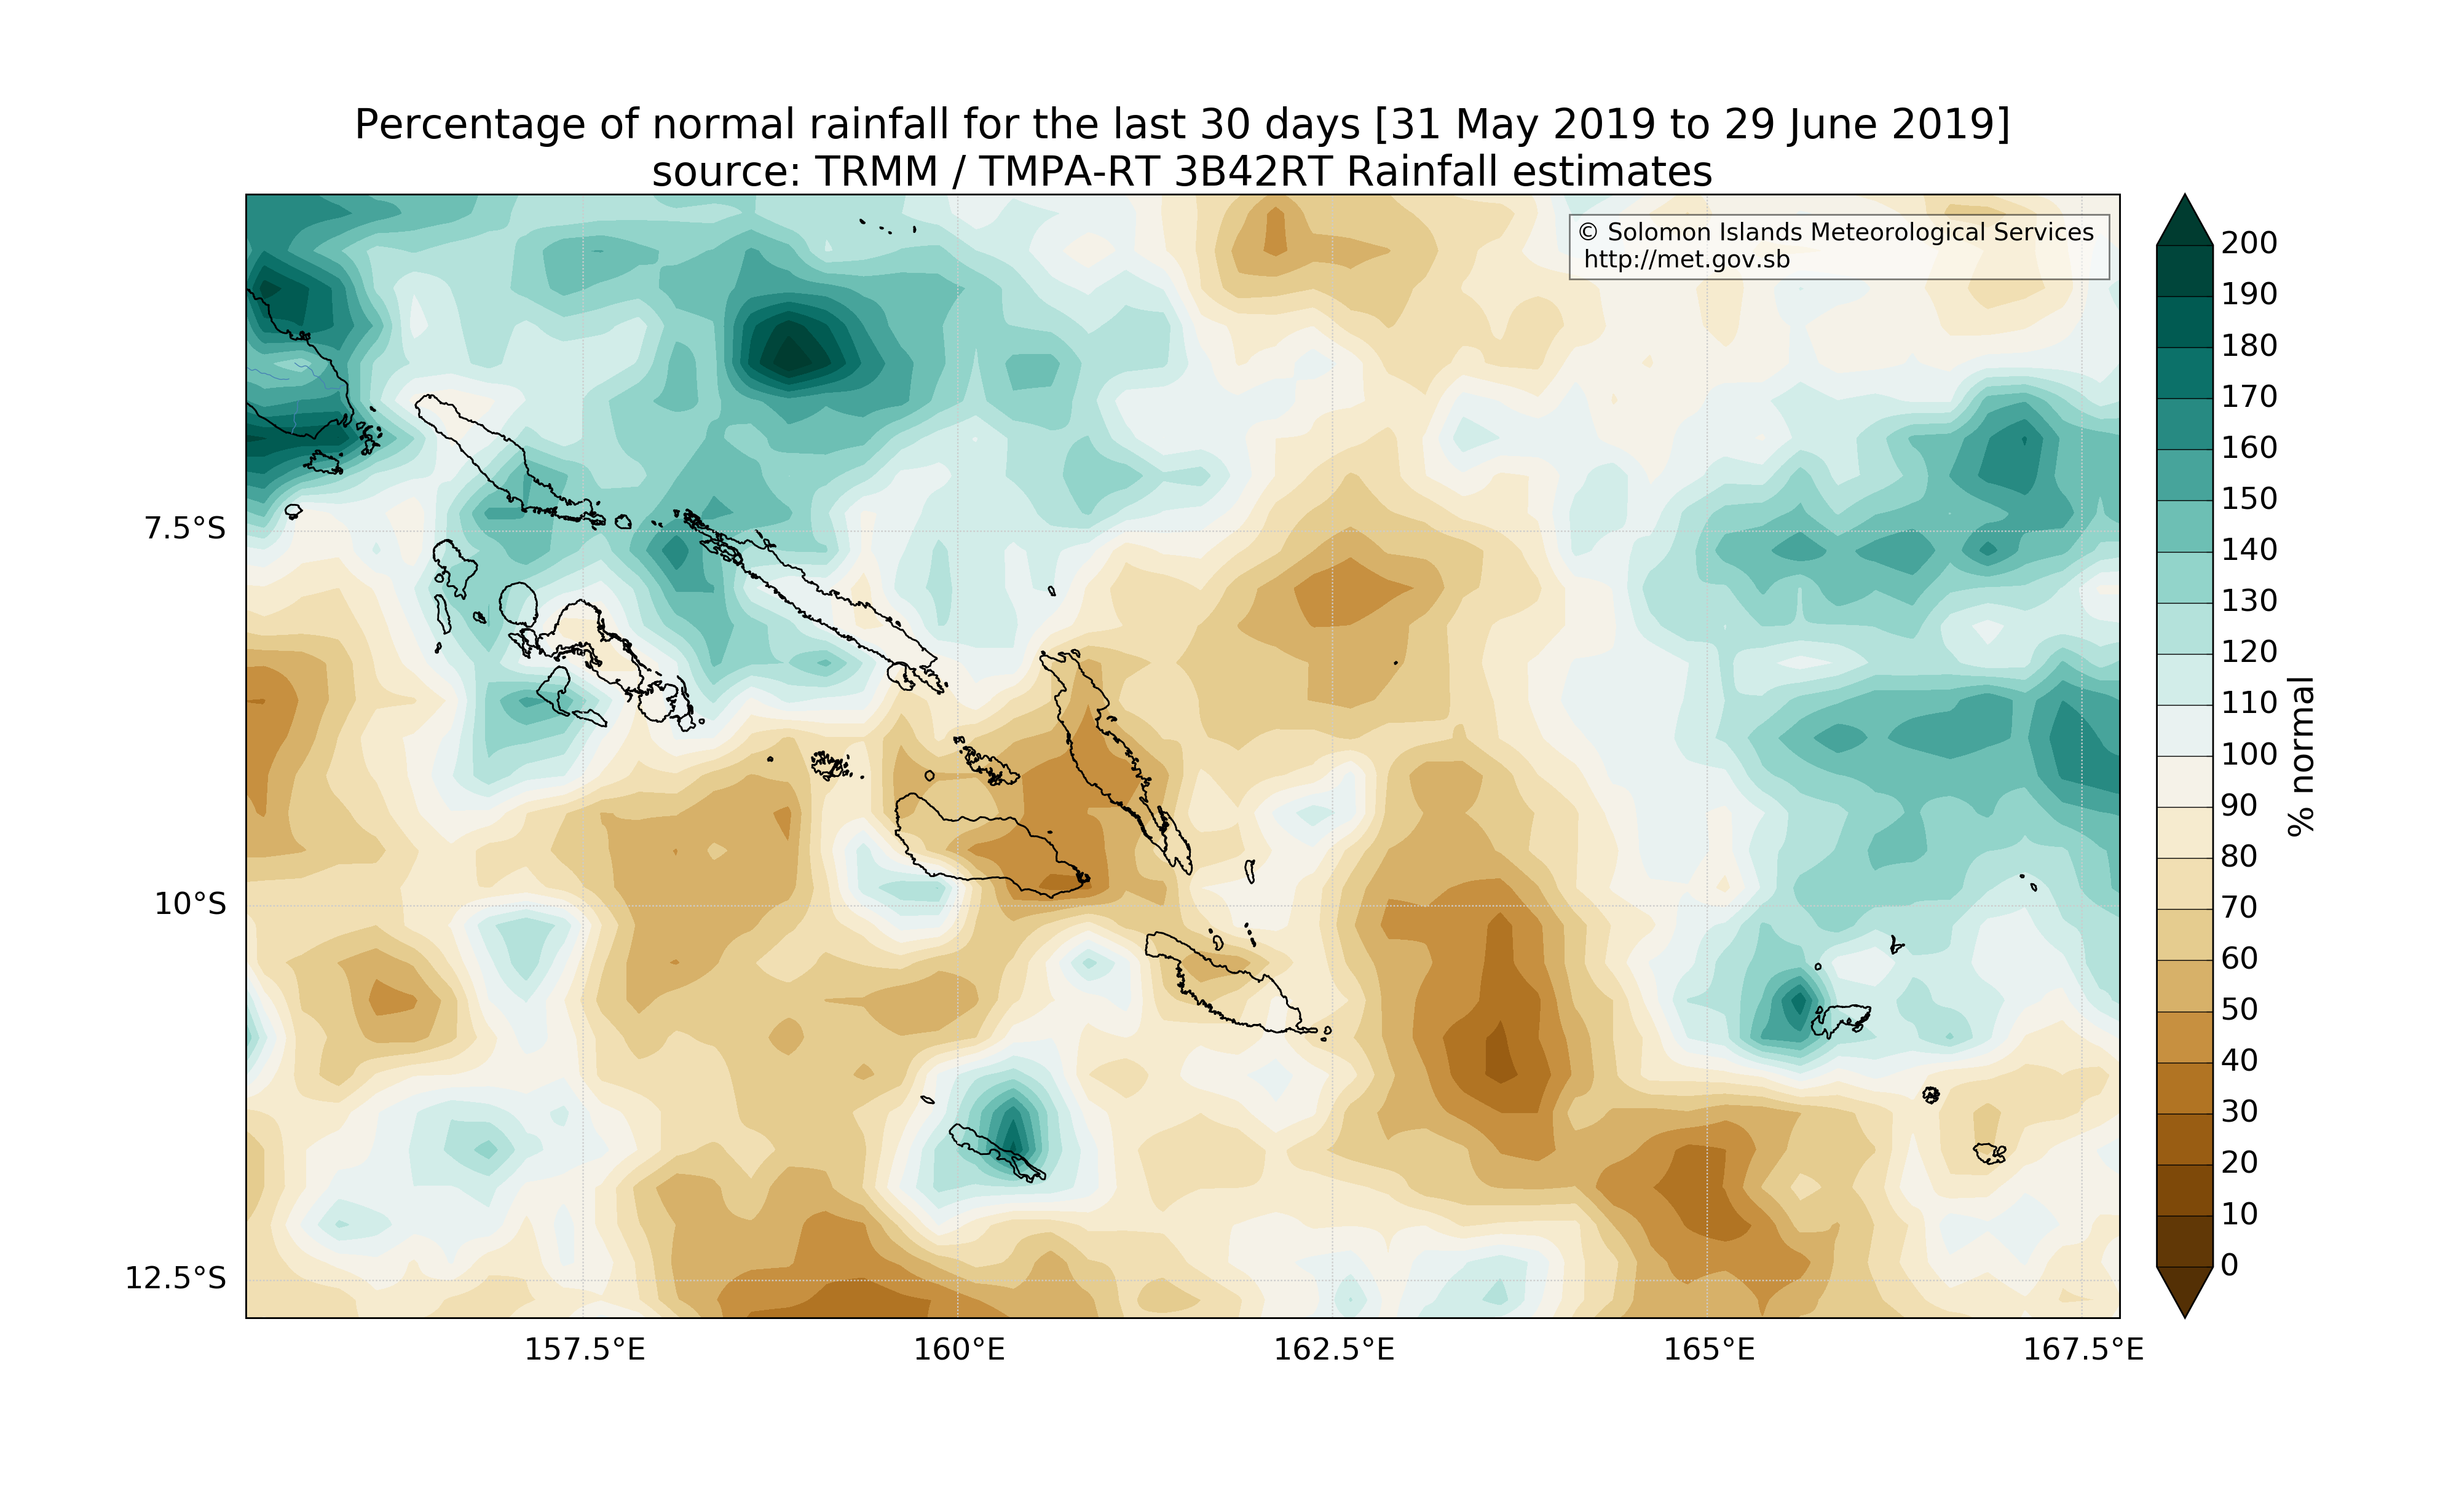 Percentage of normal rainfall for the last 30 days [31 May 2019 to 29 June 2019]
source: TRMM / TMPA-RT 3B42RT Rainfall estimates
© Solomon Islands Meteorological Services
http://met.gov.sb
7.5°S
10°S
12.5°S
157.5°E
160°E
162.5°E
165°E
167.5°E
200
190
180
170
160
150
140
130
120
110
100
90
80
70
60
50
40
30
20
10
0
% normal